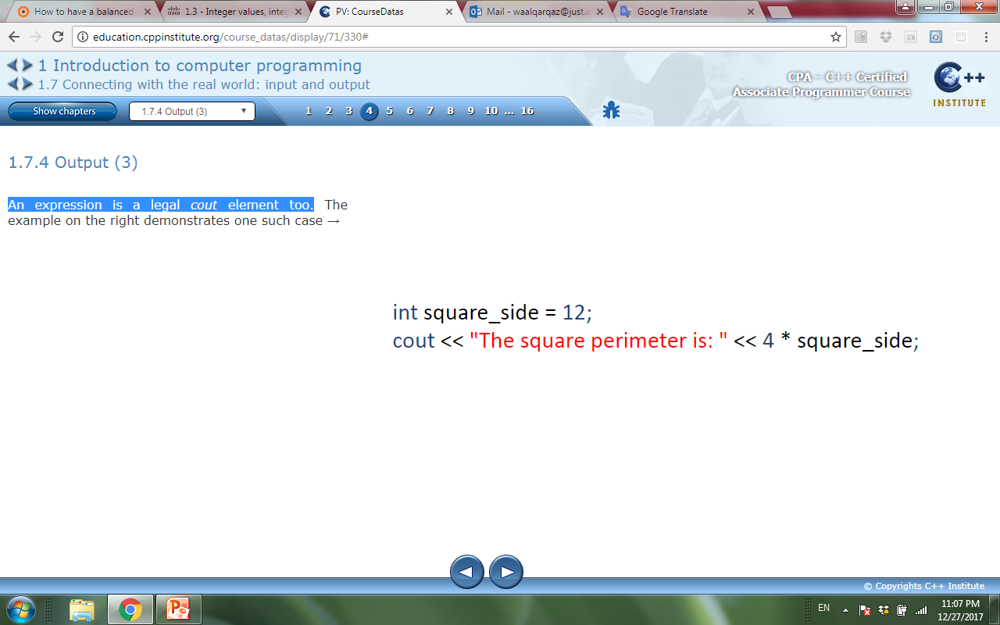 How to have a balanced
1.3 - Integer values, integ
PV: CourseDatas
Mail - waalqarqaz@just.e
Google Translate
education.cppinstitute.org/course_datas/display/71/330#
1 Introduction to computer programming
1.7 Connecting with the real world: input and output
CPA – C++ Certified
Associate Programmer Course
C++
INSTITUTE
Show chapters
1.7.4 Output (3)
1 2 3 4 5 6 7 8 9 10 ... 16
1.7.4 Output (3)
An expression is a legal cout element too. The
example on the right demonstrates one such case →
int square_side = 12;
cout << "The square perimeter is: " << 4 * square_side;
© Copyrights C++ Institute
EN
11:07 PM
12/27/2017